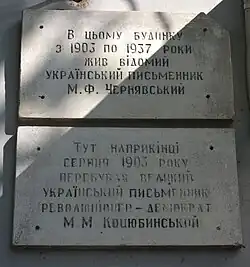 В цьому будинку
з 1903 по 1937 роки
жив відомий
український письменник
М.Ф. Чернявський
Тут наприкінці
серпня 1903 року
перебував великий
український письменник
революціонер-демократ
М М Коцюбинський